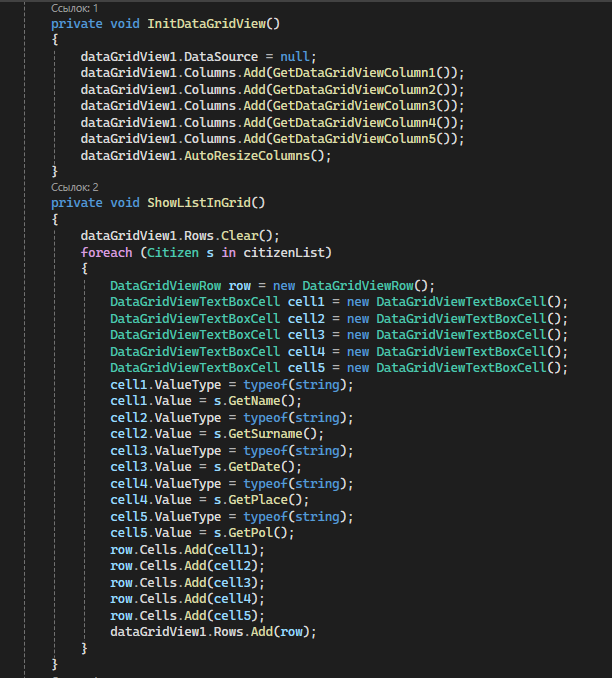 Ссылок: 1
private void InitDataGridView()
{
    dataGridView1.DataSource = null;
    dataGridView1.Columns.Add(GetDataGridViewColumn1());
    dataGridView1.Columns.Add(GetDataGridViewColumn2());
    dataGridView1.Columns.Add(GetDataGridViewColumn3());
    dataGridView1.Columns.Add(GetDataGridViewColumn4());
    dataGridView1.Columns.Add(GetDataGridViewColumn5());
    dataGridView1.AutoResizeColumns();
}
Ссылок: 2
private void ShowListInGrid()
{
    dataGridView1.Rows.Clear();
    foreach (Citizen s in citizenList)
    {
        DataGridViewRow row = new DataGridViewRow();
        DataGridViewTextBoxCell cell1 = new DataGridViewTextBoxCell();
        DataGridViewTextBoxCell cell2 = new DataGridViewTextBoxCell();
        DataGridViewTextBoxCell cell3 = new DataGridViewTextBoxCell();
        DataGridViewTextBoxCell cell4 = new DataGridViewTextBoxCell();
        DataGridViewTextBoxCell cell5 = new DataGridViewTextBoxCell();
        cell1.ValueType = typeof(string);
        cell1.Value = s.GetName();
        cell2.ValueType = typeof(string);
        cell2.Value = s.GetSurname();
        cell3.ValueType = typeof(string);
        cell3.Value = s.GetDate();
        cell4.ValueType = typeof(string);
        cell4.Value = s.GetPlace();
        cell5.ValueType = typeof(string);
        cell5.Value = s.GetPol();
        row.Cells.Add(cell1);
        row.Cells.Add(cell2);
        row.Cells.Add(cell3);
        row.Cells.Add(cell4);
        row.Cells.Add(cell5);
        dataGridView1.Rows.Add(row);
    }
}